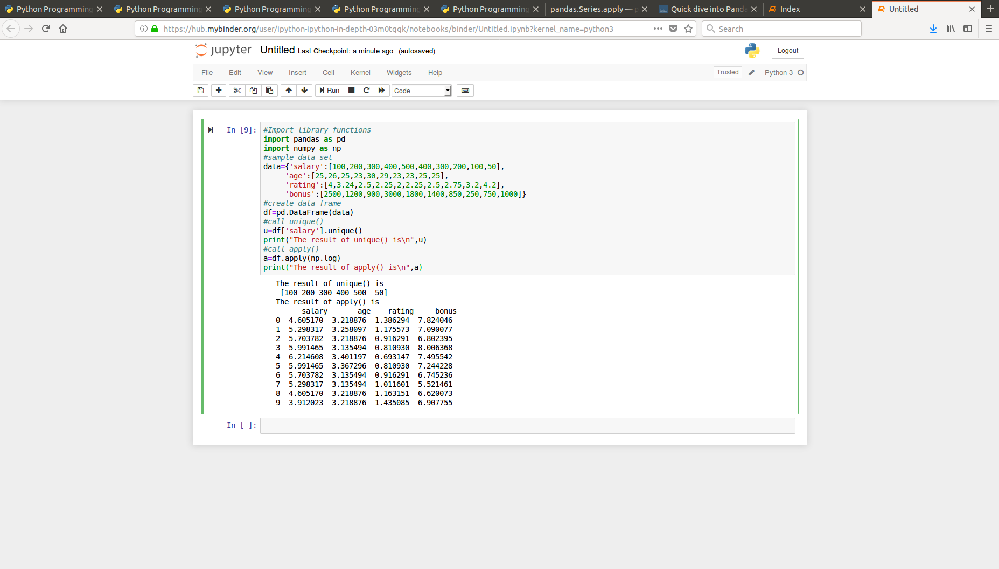 Python Programming Python Programming Python Programming Python Programming Python Programming pandas.Series.apply — p Quick dive into Panda Index Untitled
https://hub.mybinder.org/user/ipython-ipython-in-depth-03m0tqqk/notebooks/binder/Untitled.ipynb?kernel_name=python3 Search
jupyter Untitled Last Checkpoint: a minute ago (autosaved) Logout
File Edit View Insert Cell Kernel Widgets Help Trusted Python 3
Run Code
In [9]: #Import library functions
import pandas as pd
import numpy as np
#sample data set
data={'salary':[100,200,300,400,500,400,300,200,100,50],
'age':[25,26,25,23,30,29,23,23,25,25],
'rating':[4,3.24,2.5,2.25,2,2.25,2.5,2.75,3.2,4.2],
'bonus':[2500,1200,900,3000,1800,1400,850,250,750,1000]}
#create data frame
df=pd.DataFrame(data)
#call unique()
u=df['salary'].unique()
print("The result of unique() is\n",u)
#call apply()
a=df.apply(np.log)
print("The result of apply() is\n",a)
The result of unique() is
[100 200 300 400 500  50]
The result of apply() is
salary age rating bonus
0 4.605170 3.218876 1.386294 7.824046
1 5.298317 3.258097 1.175573 7.090077
2 5.703782 3.218876 0.916291 6.802395
3 5.991465 3.135494 0.810930 8.006368
4 6.214608 3.401197 0.693147 7.495542
5 5.991465 3.367296 0.810930 7.244228
6 5.703782 3.135494 0.916291 6.745236
7 5.298317 3.135494 1.011601 5.521461
8 4.605170 3.218876 1.163151 6.620073
9 3.912023 3.218876 1.435085 6.907755
In [ ]: